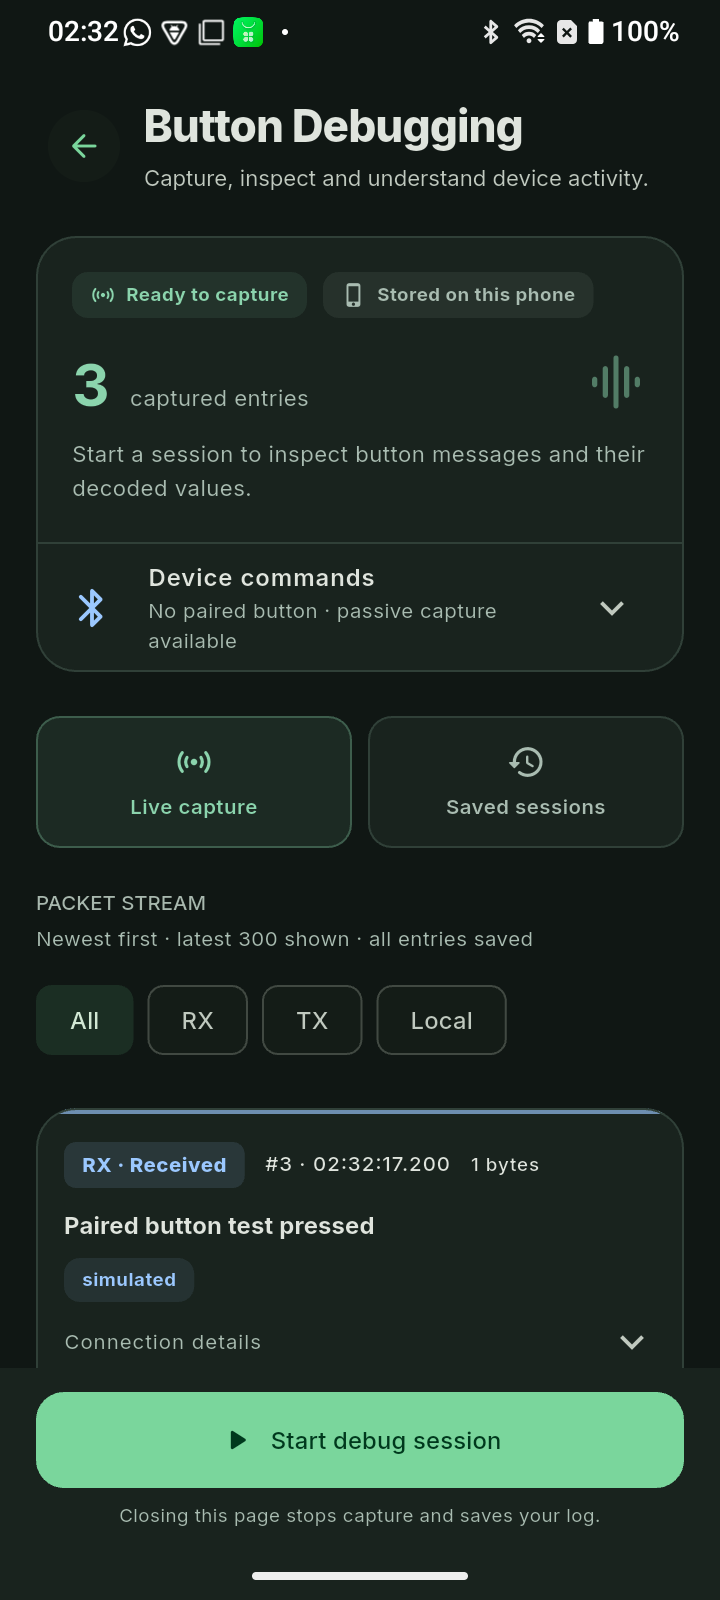 02:32
100%
Button Debugging
Capture, inspect and understand device activity.
Ready to capture
Stored on this phone
3 captured entries
Start a session to inspect button messages and their
decoded values.
Device commands
No paired button · passive capture
available
Live capture
Saved sessions
PACKET STREAM
Newest first · latest 300 shown · all entries saved
All
RX
TX
Local
RX · Received #3 · 02:32:17.200 1 bytes
Paired button test pressed
simulated
Connection details
Start debug session
Closing this page stops capture and saves your log.